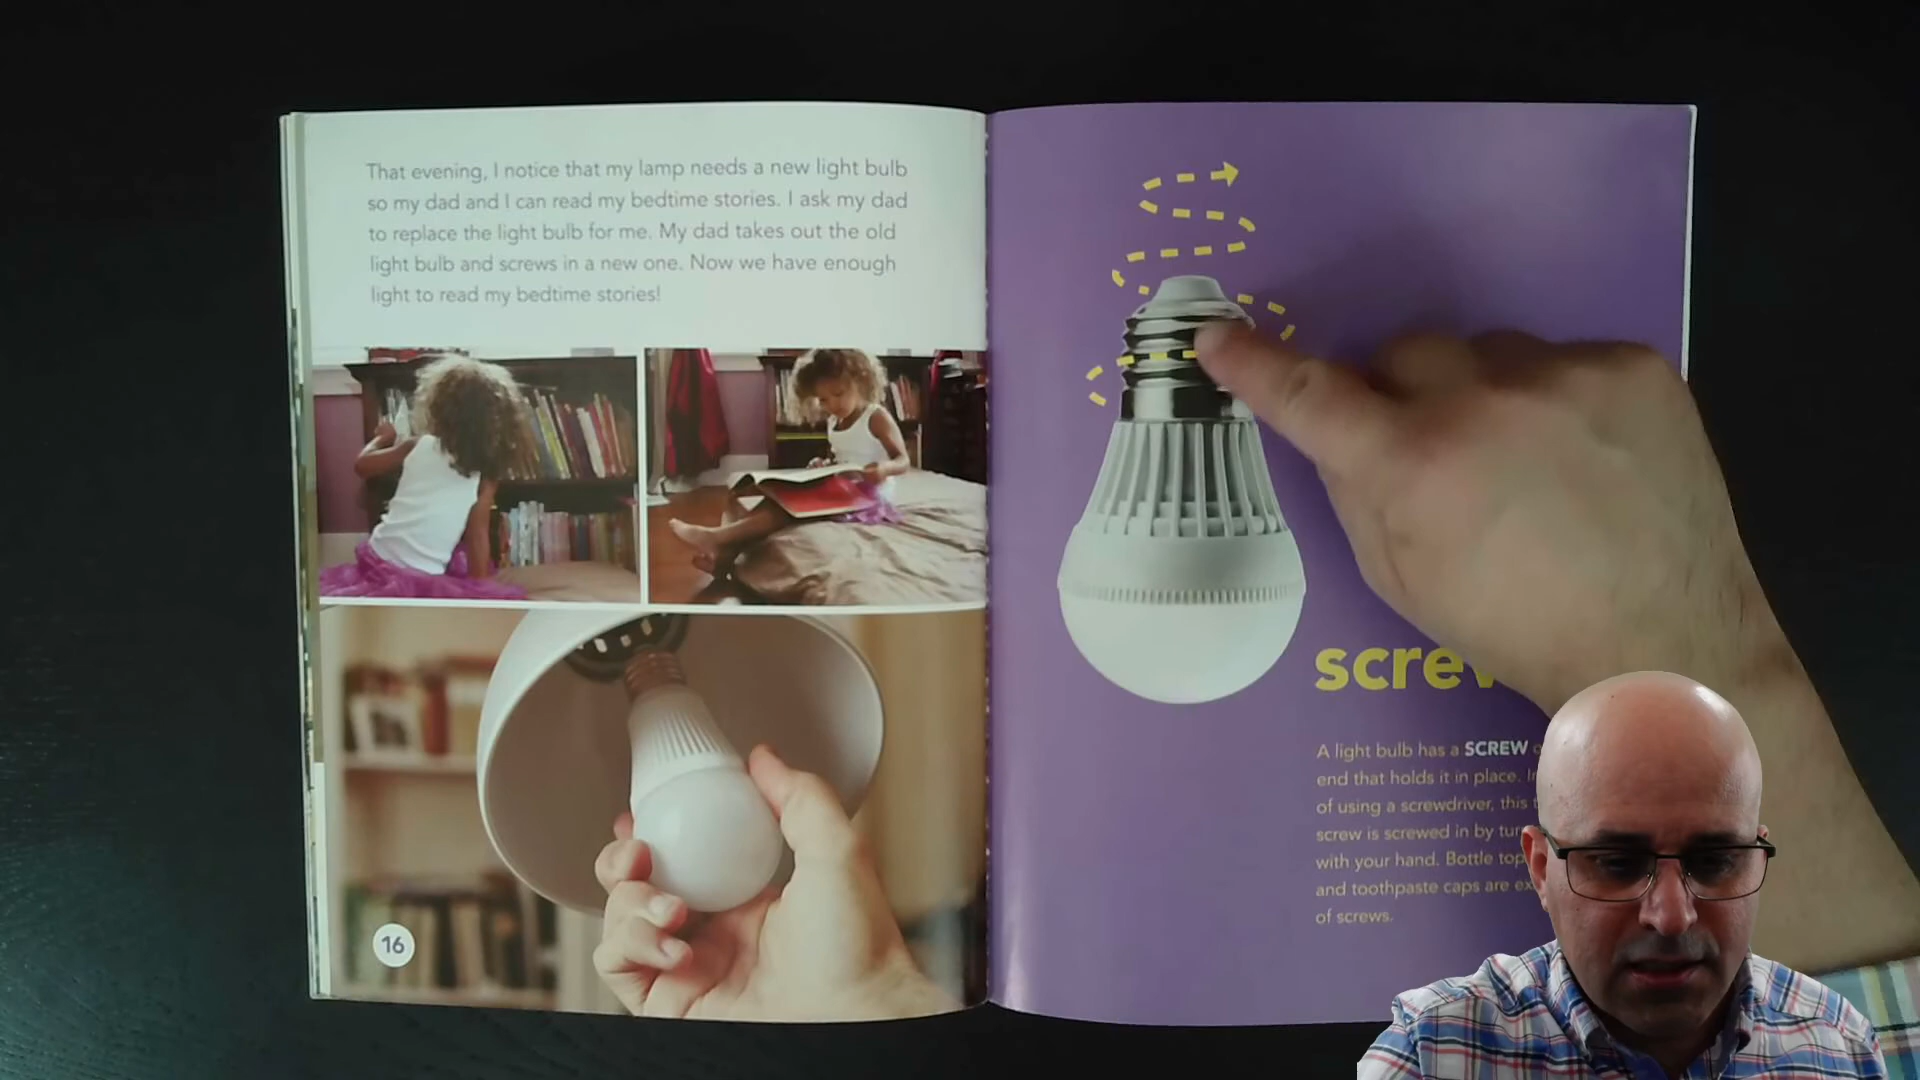 That evening, I notice that my lamp needs a new light bulb
so my dad and I can read my bedtime stories. I ask my dad
to replace the light bulb for me. My dad takes out the old
light bulb and screws in a new one. Now we have enough
light to read my bedtime stories!
16
A light bulb has a SCREW
end that holds it in place.
of using a screwdriver, this
screw is screwed in by
with your hand. Bottle
and toothpaste caps are
of screws.